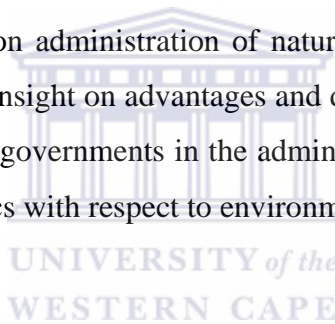 on administration of natur
nsight on advantages and
governments in the admin
s with respect to environm
UNIVERSITY of the
WESTERN CAPE